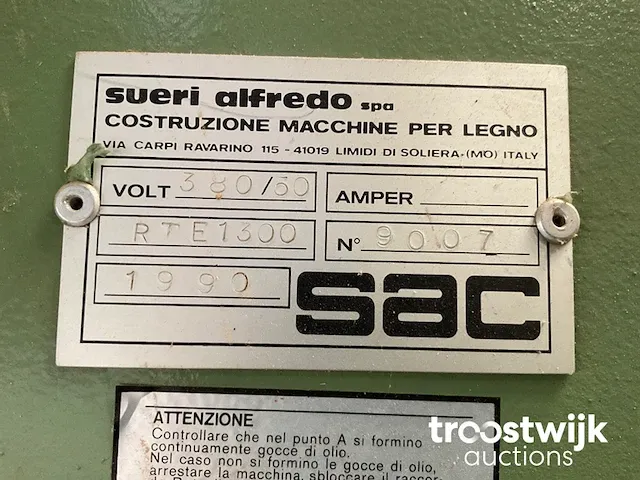 sueri alfredo spa
COSTRUZIONE MACCHINE PER LEGNO
VIA CARPI RAVARINO 115 - 41019 LIMIDI DI SOLIERA-(MO) ITALY
VOLT 380/50
AMPER
RTE1300
N° 9007
1990
sac
ATTENZIONE
Controllare che nel punto A si formino
continuamente gocce di olio.
Nel caso non si formino le gocce di olio,
arrestare la macchina, sbloccare il raccor-
troostwijk
auctions